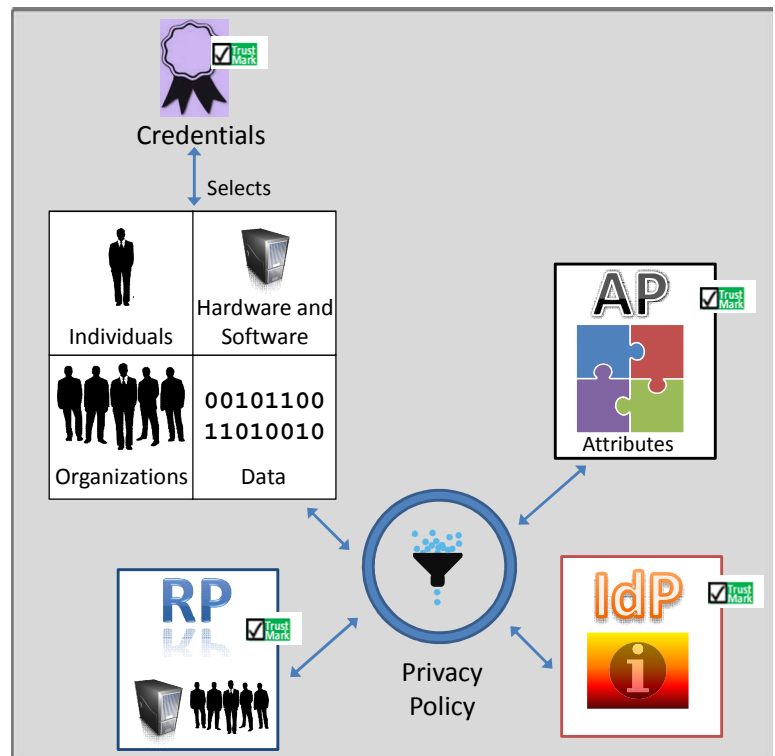 Trust
Mark
Credentials
Selects
Individuals
Hardware and
Software
Organizations
00101100
11010010
Data
AP
Trust
Mark
Attributes
RP
Trust
Mark
Privacy
Policy
IdP
Trust
Mark
i